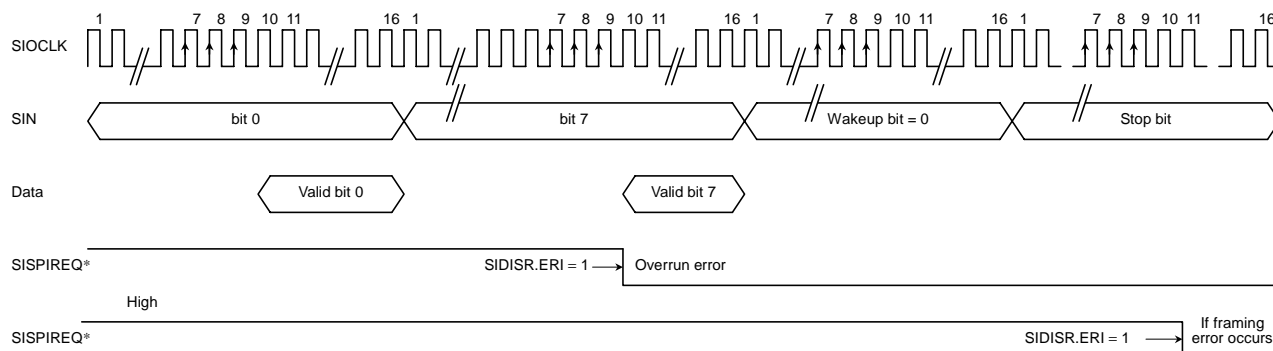 1 7 8 9 10 11 16 1 7 8 9 10 11 16 1 7 8 9 10 11 16 1 7 8 9 10 11 16
SIOCLK
SIN bit 0 bit 7 Wakeup bit = 0 Stop bit
Data Valid bit 0 Valid bit 7
SISPIREQ* SIDISR.ERI = 1 Overrun error
High
SISPIREQ* SIDISR.ERI = 1 If framing
error occurs